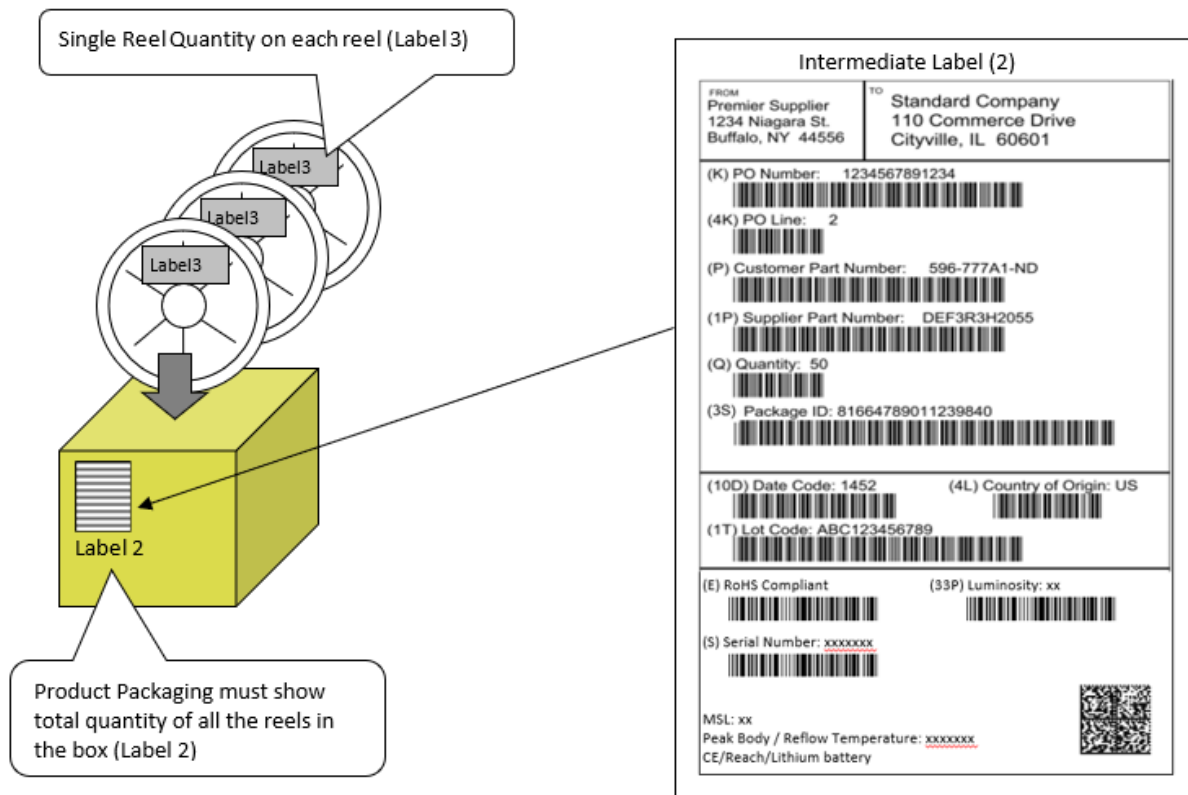 Single Reel Quantity on each reel (Label 3)
Label3
Label3
Label3
Label 2
Product Packaging must show
total quantity of all the reels in
the box (Label 2)
Intermediate Label (2)
FROM
Premier Supplier
1234 Niagara St.
Buffalo, NY 44556
TO
Standard Company
110 Commerce Drive
Cityville, IL 60601
(K) PO Number: 1234567891234
(4K) PO Line: 2
(P) Customer Part Number: 596-777A1-ND
(1P) Supplier Part Number: DEF3R3H2055
(Q) Quantity: 50
(3S) Package ID: 81664789011239840
(10D) Date Code: 1452
(4L) Country of Origin: US
(1T) Lot Code: ABC123456789
(E) RoHS Compliant
(33P) Luminosity: xx
(S) Serial Number: xxxxxxx
MSL: xx
Peak Body / Reflow Temperature: xxxxxxx
CE/Reach/Lithium battery